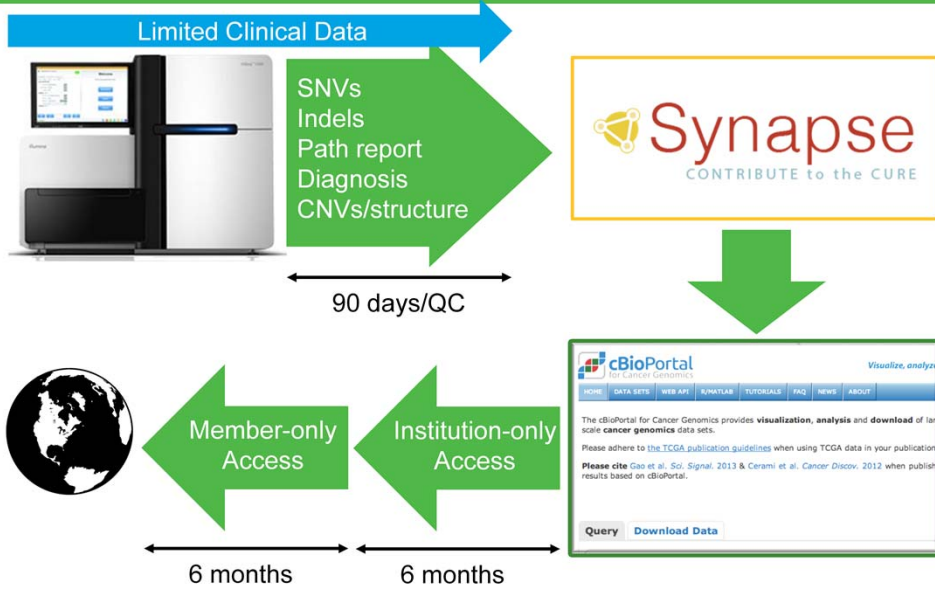 Limited Clinical Data
SNVs
Indels
Path report
Diagnosis
CNVs/structure
90 days/QC
Synapse
CONTRIBUTE to the CURE
cBioPortal
for Cancer Genomics
Visualize, analyze
HOME DATA SETS WEB API R/MATLAB TUTORIALS FAQ NEWS ABOUT
The cBioPortal for Cancer Genomics provides visualization, analysis and download of lar
scale cancer genomics data sets.
Please adhere to the TCGA publication guidelines when using TCGA data in your publication
Please cite Gao et al. Sci. Signal. 2013 & Cerami et al. Cancer Discov. 2012 when publish
results based on cBioPortal.
Query Download Data
Member-only
Access
Institution-only
Access
6 months
6 months